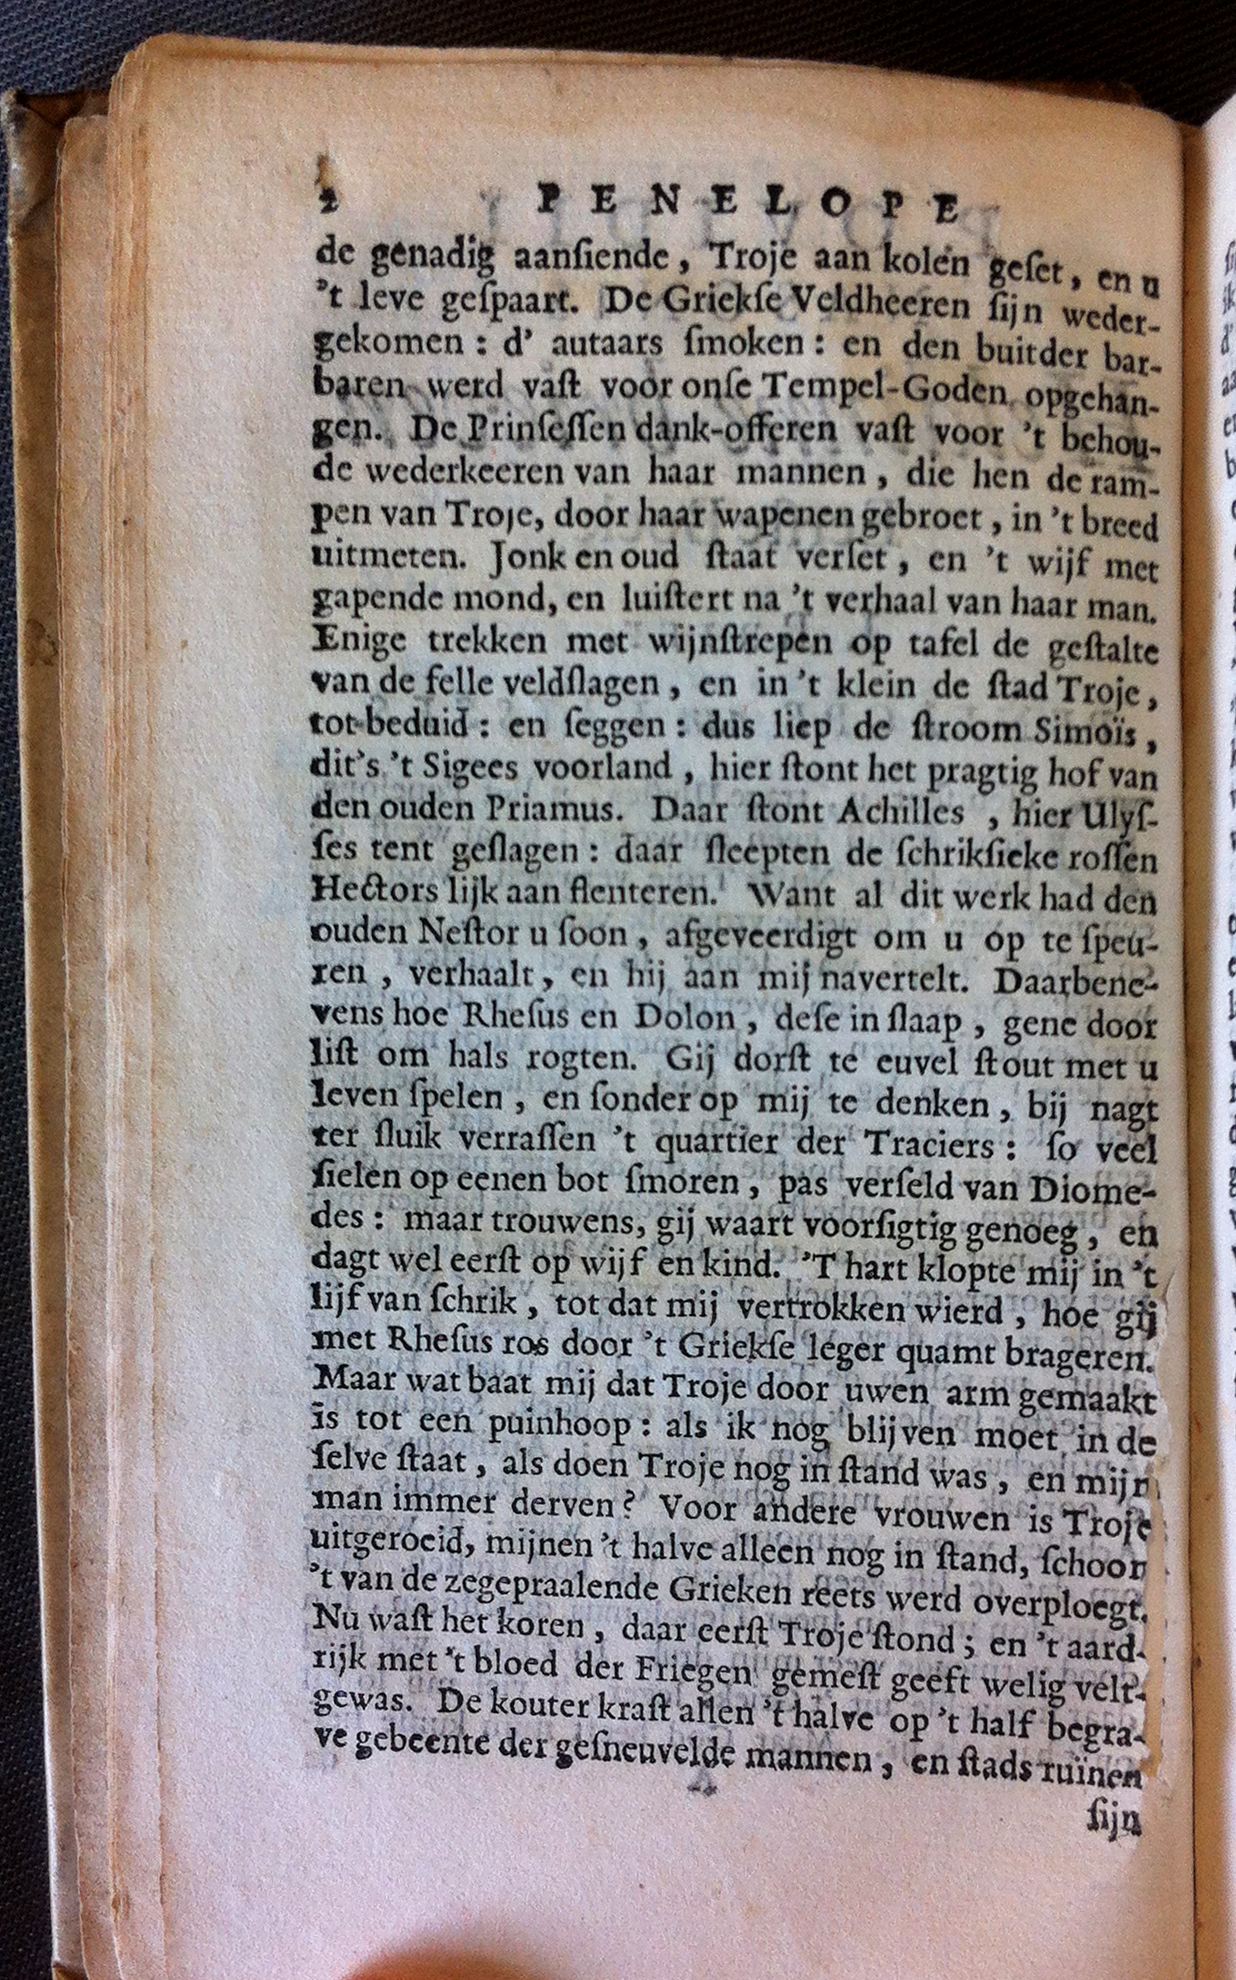 2 PENELOPE
de genadig aanſiende, Troje aan kolen geſet, en u
't leve geſpaart. De Griekſe Veldheeren ſijn weder-
gekomen: d' autaars ſmoken: en den buitder bar-
baren werd vaſt voor onſe Tempel-Goden opgehan-
gen. De Prinſeſſen dank-offeren vaſt voor 't behou-
de wederkeeren van haar mannen, die hen de ram-
pen van Troje, door haar wapenen gebroet, in 't breed
uitmeten. Jonk en oud ſtaat verſet, en 't wijf met
gapende mond, en luiſtert na 't verhaal van haar man.
Enige trekken met wijnſtrepen op tafel de geſtalte
van de felle veldſlagen, en in 't klein de ſtad Troje,
tot beduid: en ſeggen: dus liep de ſtroom Simoïs,
dit's 't Sigees voorland, hier ſtont het pragtig hof van
den ouden Priamus. Daar ſtont Achilles, hier Ulyſ-
ſes tent geſlagen: daar ſleepten de ſchrikſieke roſſen
Hectors lijk aan flenteren. Want al dit werk had den
ouden Neſtor u ſoon, afgeveerdigt om u op te ſpeu-
ren, verhaalt, en hij aan mij navertelt. Daarbene-
vens hoe Rheſus en Dolon, deſe in ſlaap, gene door
liſt om hals rogten. Gij dorſt te euvel ſtout met u
leven ſpelen, en ſonder op mij te denken, bij nagt
ter ſluik verraſſen 't quartier der Traciers: ſo veel
ſielen op eenen bot ſmoren, pas verſeld van Diome-
des: maar trouwens, gij waart voorſigtig genoeg, en
dagt wel eerſt op wijf en kind. 'T hart klopte mij in 't
lijf van ſchrik, tot dat mij vertrokken wierd, hoe gij
met Rheſus ros door 't Griekſe leger quamt brageren.
Maar wat baat mij dat Troje door uwen arm gemaakt
is tot een puinhoop: als ik nog blijven moet in de
ſelve ſtaat, als doen Troje nog in ſtand was, en mijn
man immer derven? Voor andere vrouwen is Troje
uitgeroeid, mijnen 't halve alleen nog in ſtand, ſchoon
't van de zegepraalende Grieken reets werd overploegt.
Nu waſt het koren, daar eerſt Troje ſtond; en 't aard-
rijk met 't bloed der Friegen gemeſt geeft welig velt-
gewas. De kouter kraſt allen 't halve op 't half begra-
ve gebeente der geſneuvelde mannen, en ſtads ruïnen
ſijn